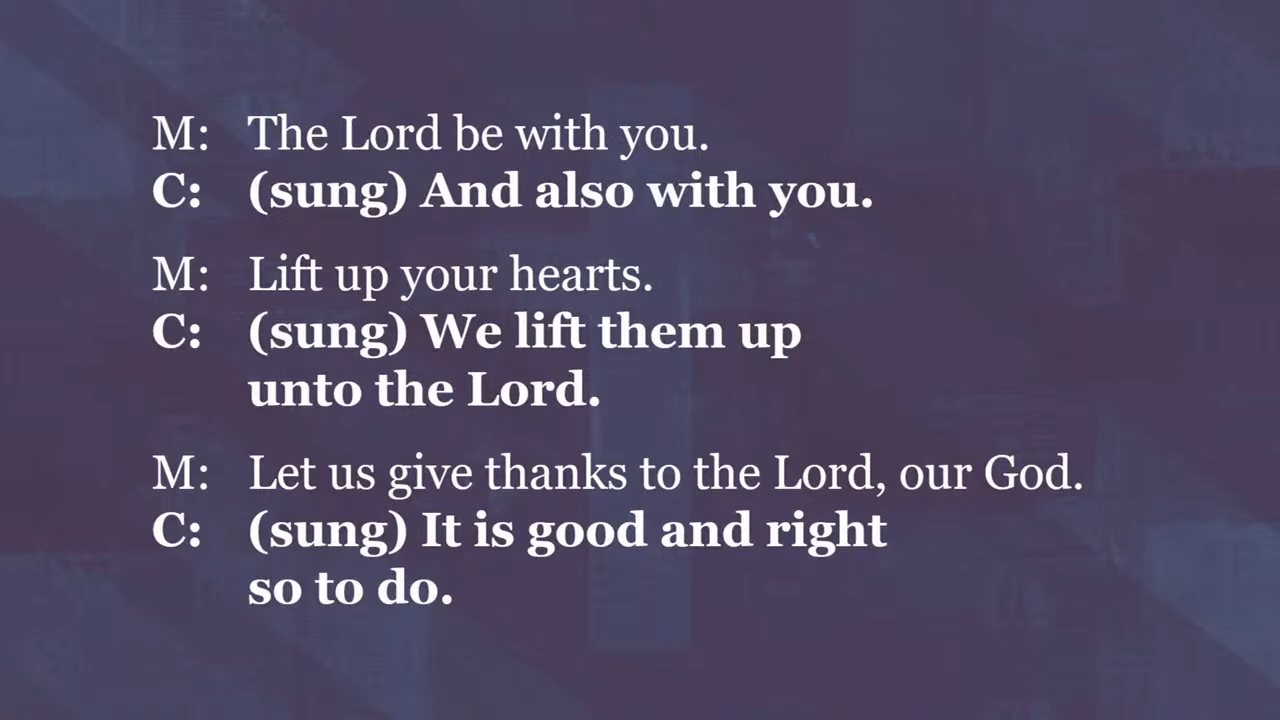 M: The Lord be with you.
C: (sung) And also with you.
M: Lift up your hearts.
C: (sung) We lift them up
unto the Lord.
M: Let us give thanks to the Lord, our God.
C: (sung) It is good and right
so to do.